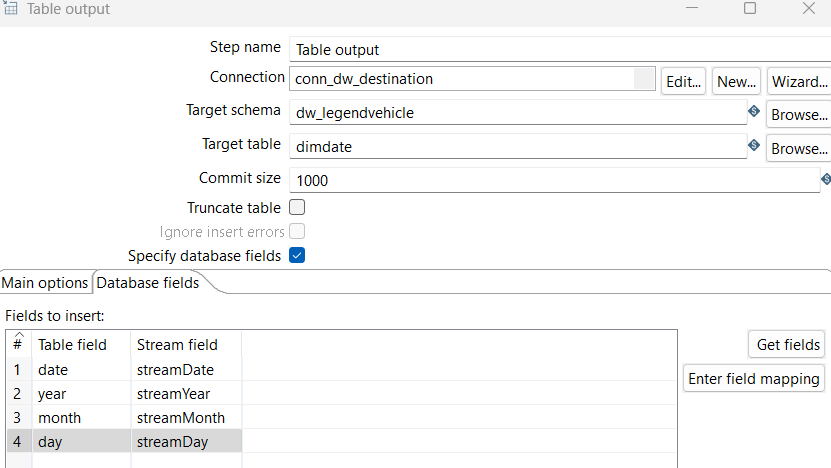 Table output
Step name Table output
Connection conn_dw_destination Edit... New... Wizard...
Target schema dw_legendvehicle Browse...
Target table dimdate Browse...
Commit size 1000
Truncate table
Ignore insert errors
Specify database fields
Main options Database fields
Fields to insert:
# Table field Stream field Get fields
1 date streamDate
Enter field mapping
2 year streamYear
3 month streamMonth
4 day streamDay